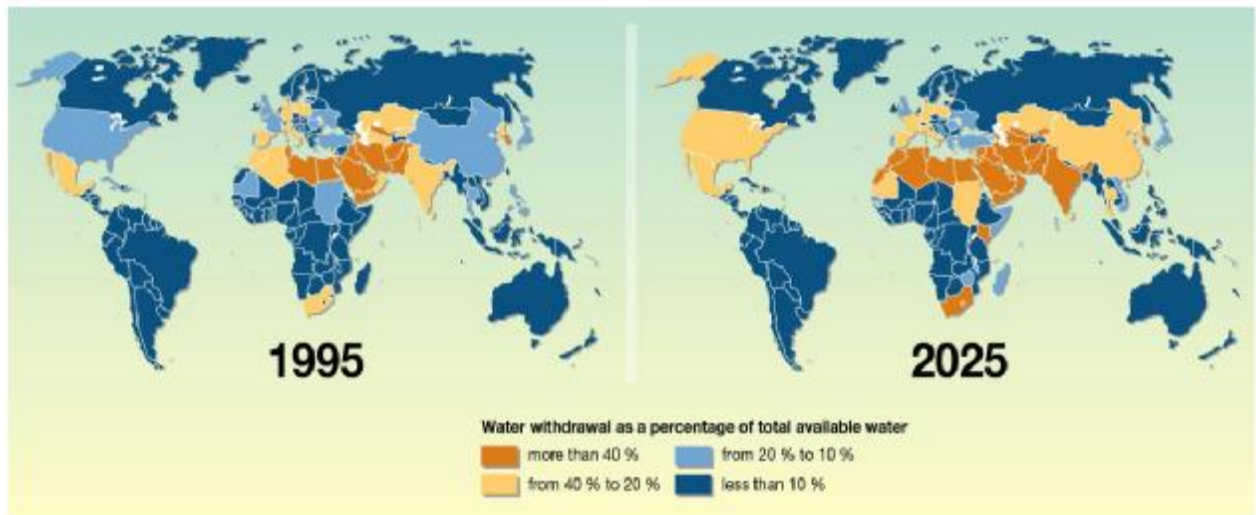 1995
2025
Water withdrawal as a percentage of total available water
more than 40 %
from 20 % to 10 %
from 40 % to 20 %
less than 10 %